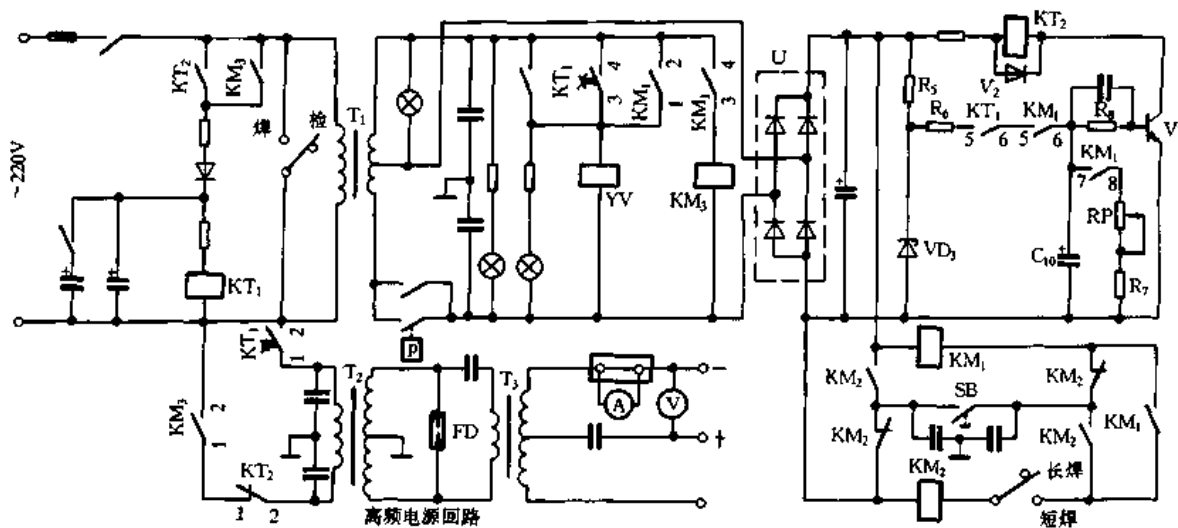 ~220V
KT₂
KM₃
焊
检
T₁
KT₁
4
3
2
1
KM₁
4
3
KM₁
YV
KM₃
U
KT₂
V₂
R₅
R₆
KT₁
5
6
KM₁
5
6
R₈
V
KM₁
7
8
RP
R₇
C₁₀
VD₃
KT₁
p
KT₁
2
1
KM₃
2
1
KT₂
1
2
T₂
FD
T₃
A
V
−
+
高频电源回路
KM₁
KM₂
KM₂
SB
KM₂
KM₂
KM₁
KM₂
长焊
短焊